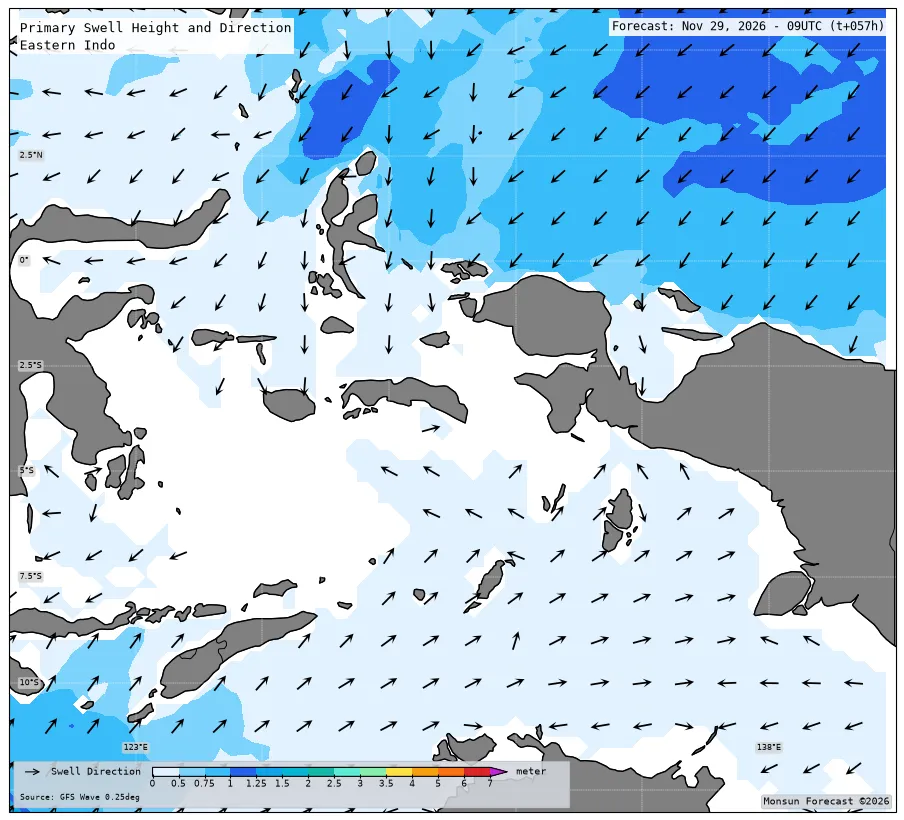 Primary Swell Height and Direction
Eastern Indo
Forecast: Nov 29, 2026 - 09UTC (t+057h)
2.5°N
0°
2.5°S
5°S
7.5°S
10°S
123°E
138°E
Swell Direction
0 0.5 0.75 1 1.25 1.5 2 2.5 3 3.5 4 5 6 7
meter
Source: GFS Wave 0.25deg
Monsun Forecast ©2026